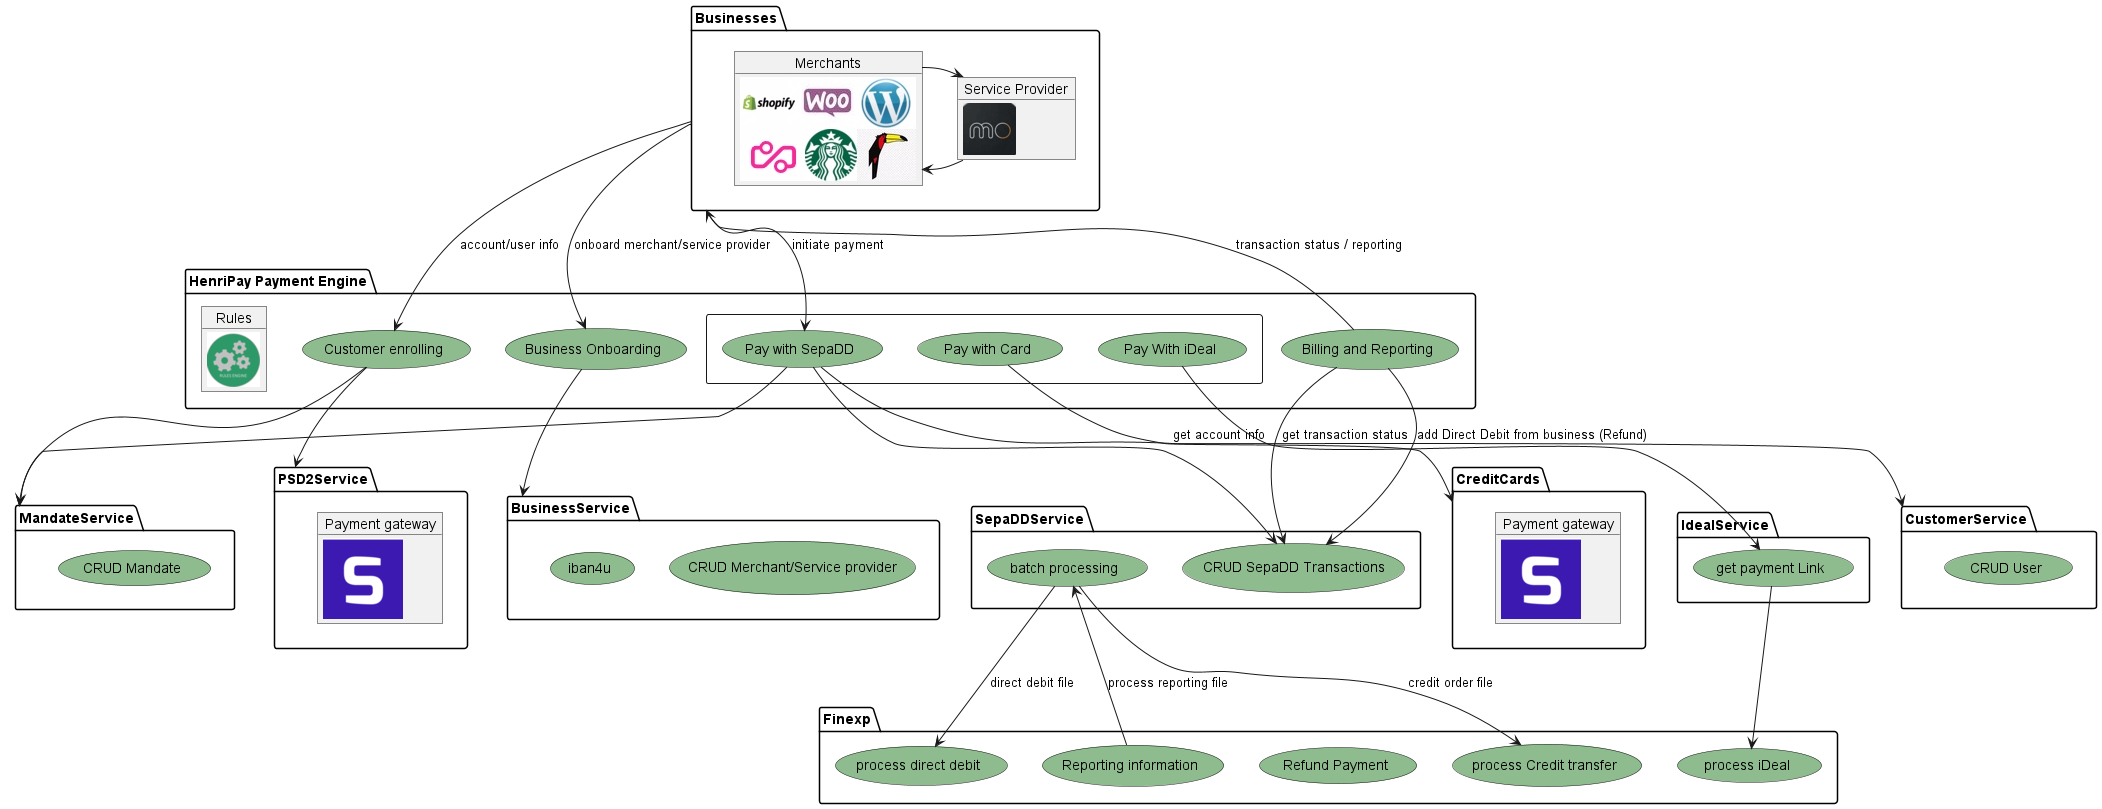 Businesses
Merchants
Service Provider
shopify
WOO
W
mo
account/user info
onboard merchant/service provider
initiate payment
transaction status / reporting
HenriPay Payment Engine
Rules
RULES ENGINE
Customer enrolling
Business Onboarding
Pay with SepaDD
Pay with Card
Pay With iDeal
Billing and Reporting
get account info
get transaction status
add Direct Debit from business (Refund)
PSD2Service
CreditCards
MandateService
BusinessService
SepaDDService
IdealService
CustomerService
Payment gateway
S
Payment gateway
S
CRUD Mandate
iban4u
CRUD Merchant/Service provider
batch processing
CRUD SepaDD Transactions
get payment Link
CRUD User
direct debit file
process reporting file
credit order file
Finexp
process direct debit
Reporting information
Refund Payment
process Credit transfer
process iDeal